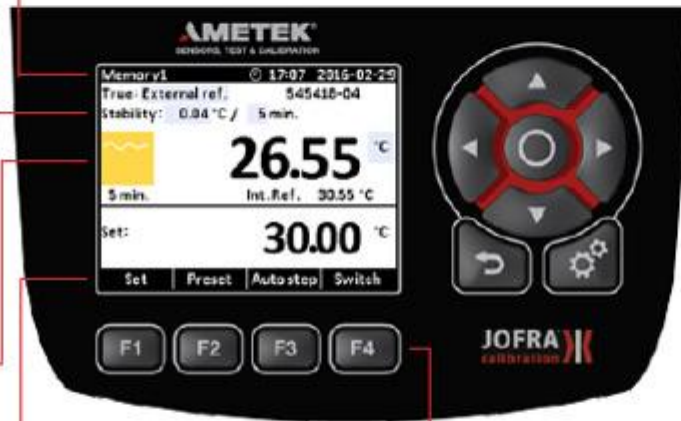 AMETEK®
SENSORS, TEST & CALIBRATION
Memory1 17:07 2016-02-29
True: External ref. 545418-04
Stability: 0.04 °C / 5 min.
26.55 °C
5 min. Int.Ref. 30.55 °C
Set: 30.00 °C
Set Preset Auto step Switch
F1 F2 F3 F4
JOFRA
calibration